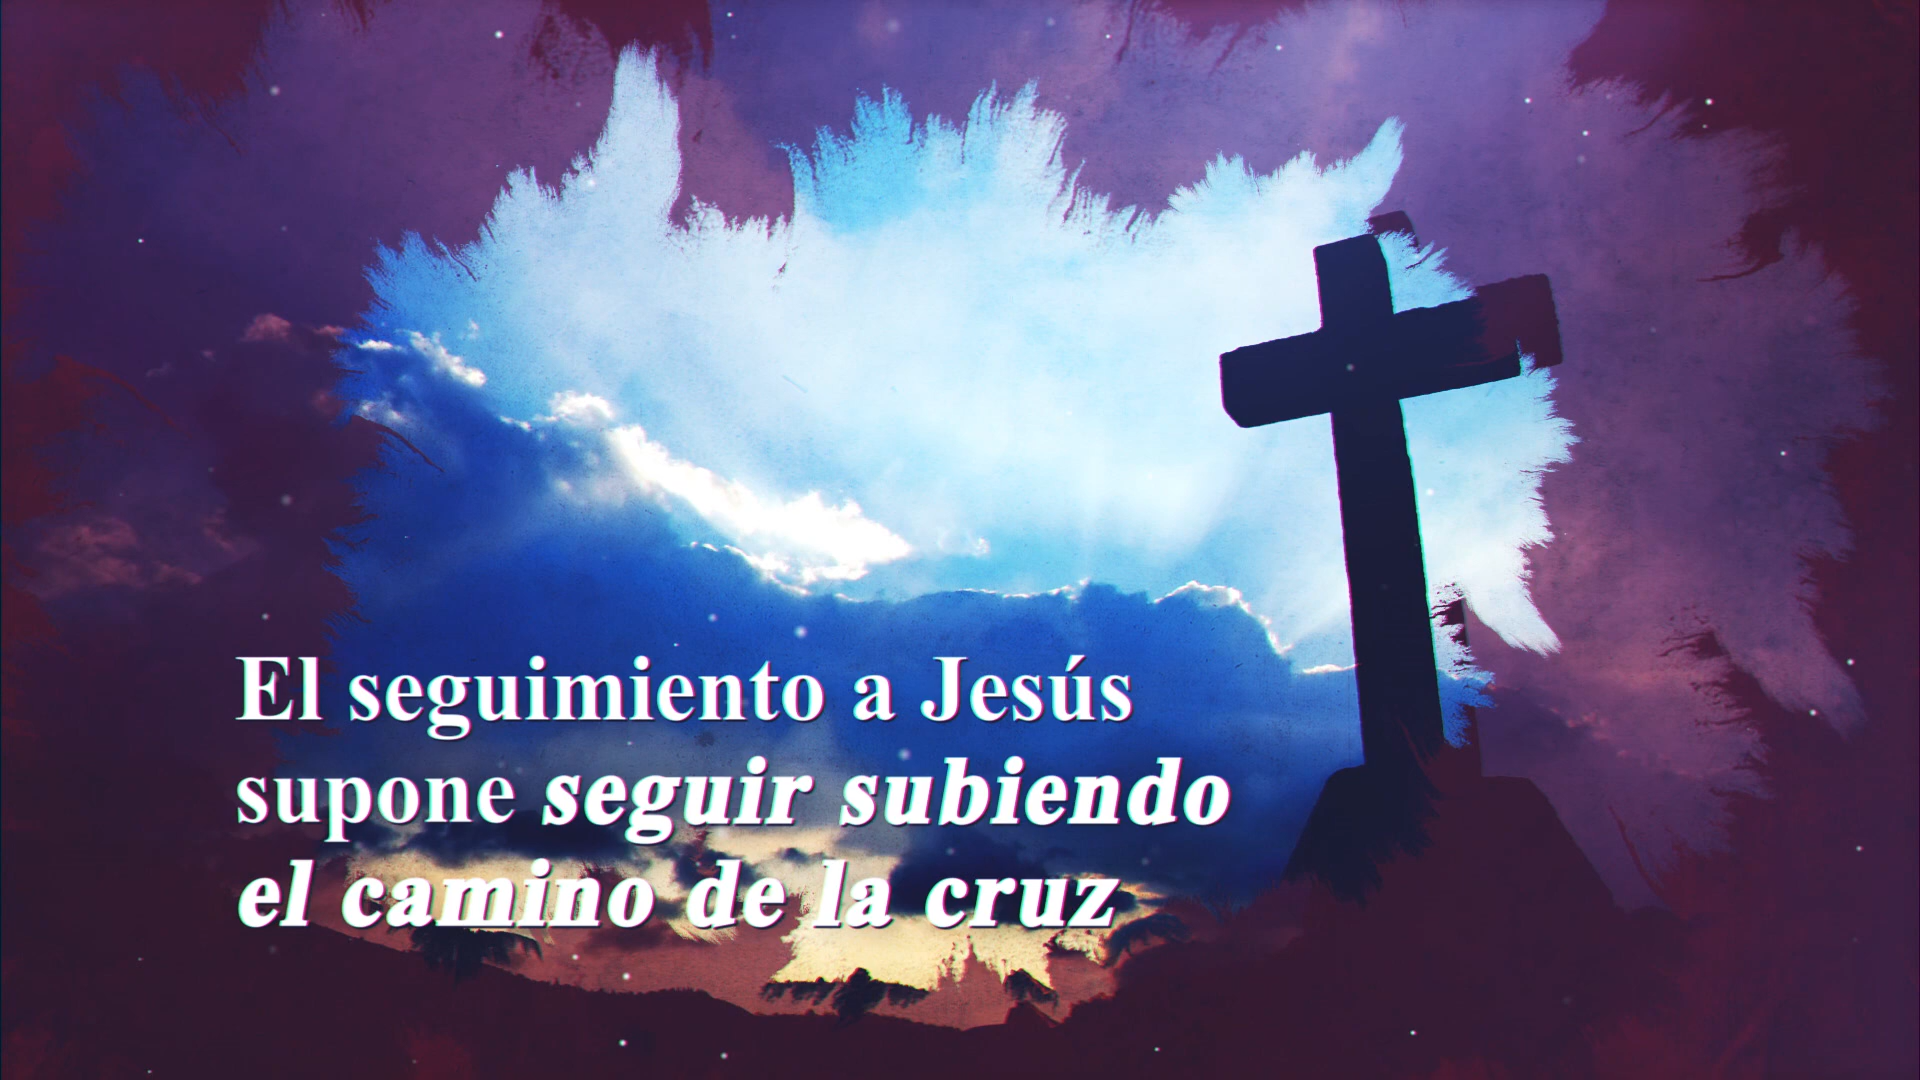 El seguimiento a Jesús
supone seguir subiendo
el camino de la cruz